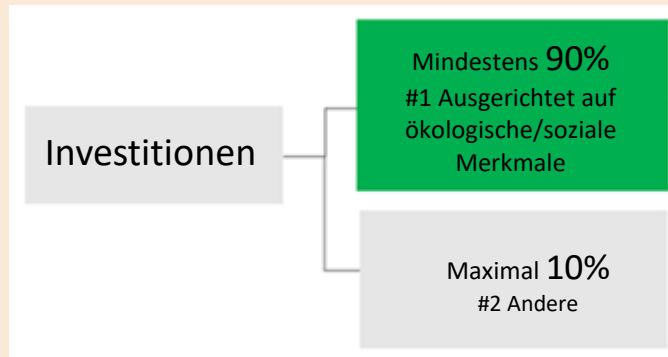 Investitionen
Mindestens 90%
#1 Ausgerichtet auf
ökologische/soziale
Merkmale
Maximal 10%
#2 Andere